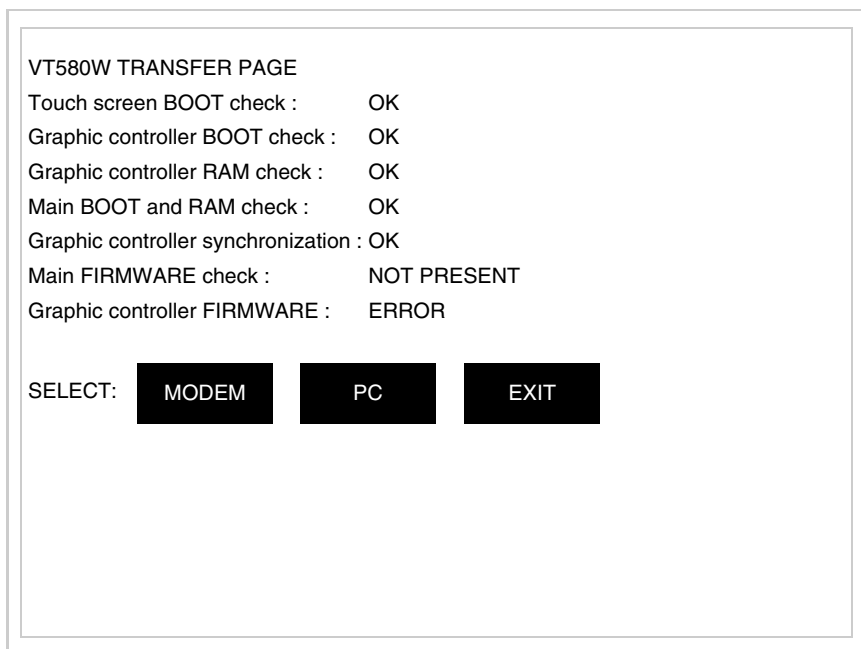 VT580W TRANSFER PAGE
Touch screen BOOT check : OK
Graphic controller BOOT check : OK
Graphic controller RAM check : OK
Main BOOT and RAM check : OK
Graphic controller synchronization : OK
Main FIRMWARE check : NOT PRESENT
Graphic controller FIRMWARE : ERROR
SELECT: MODEM PC EXIT